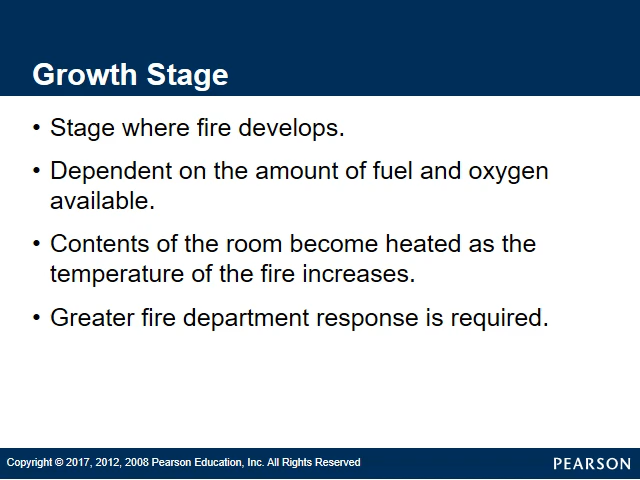 Growth Stage
• Stage where fire develops.
• Dependent on the amount of fuel and oxygen
available.
• Contents of the room become heated as the
temperature of the fire increases.
• Greater fire department response is required.
Copyright © 2017, 2012, 2008 Pearson Education, Inc. All Rights Reserved
PEARSON